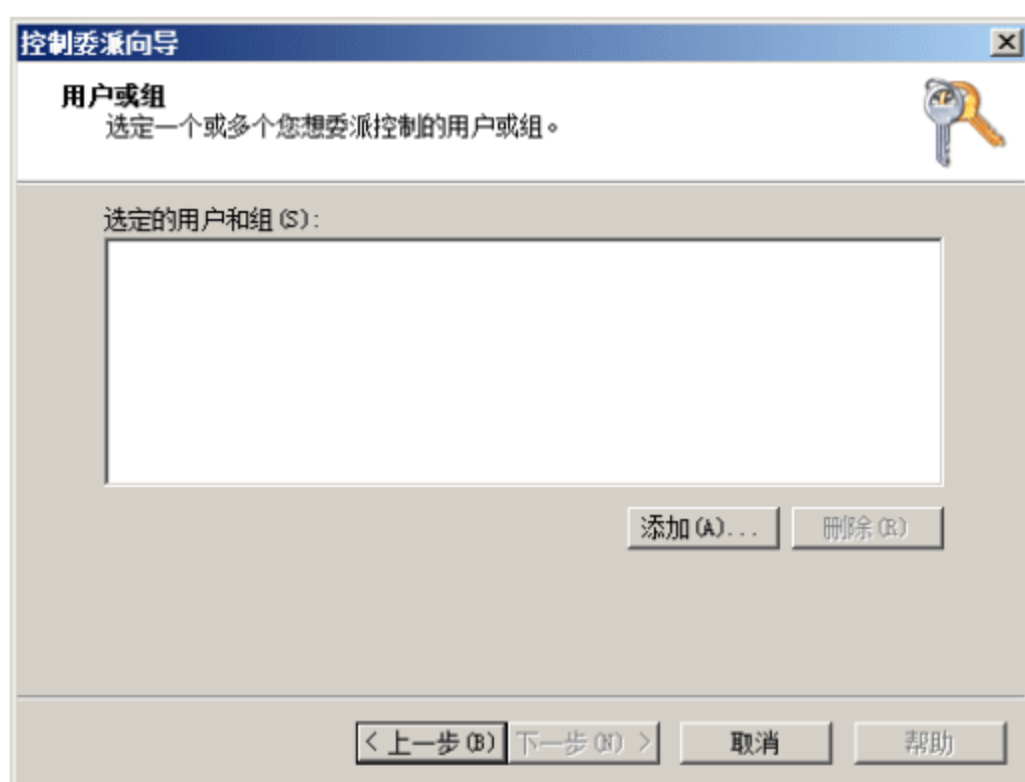 控制委派向导
用户或组
选定一个或多个您想委派控制的用户或组。
选定的用户和组(S):
添加(A)... 删除(R)
< 上一步(B) 下一步(N) > 取消 帮助